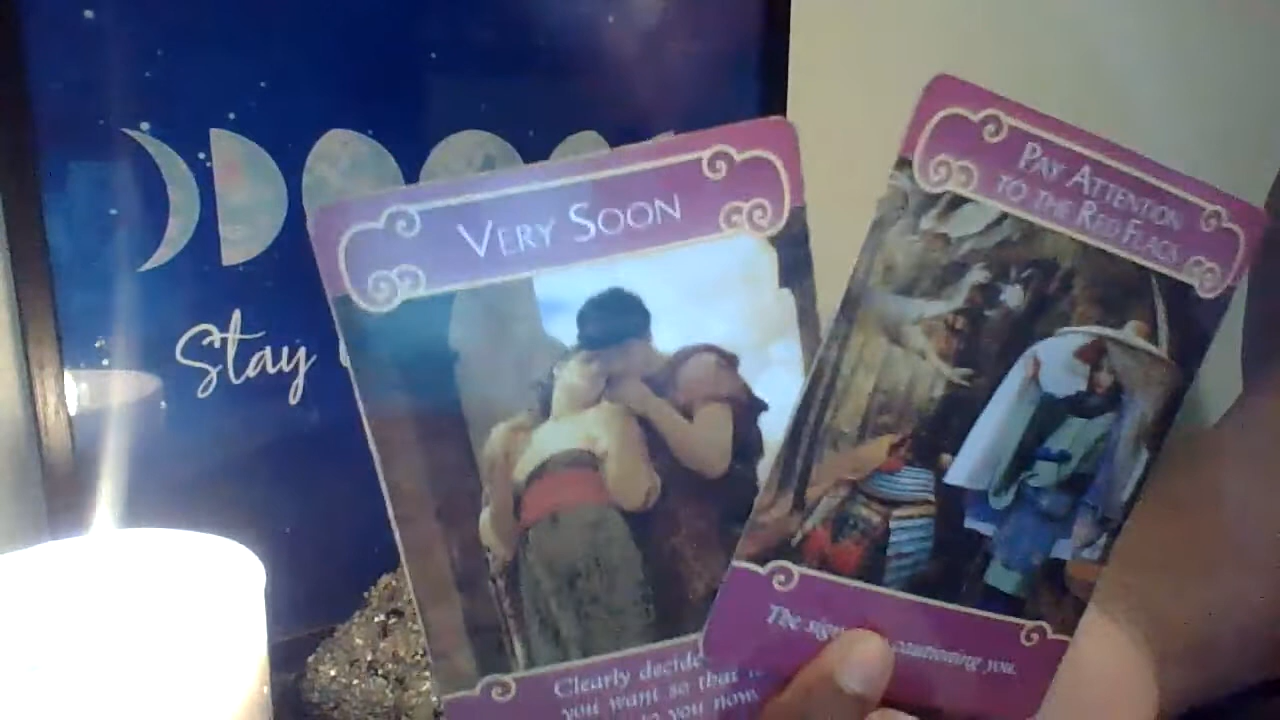 Stay
VERY SOON
Clearly decide
you want so that
to you now.
PAY ATTENTION
TO THE RED FLAGS
The
cautioning you.